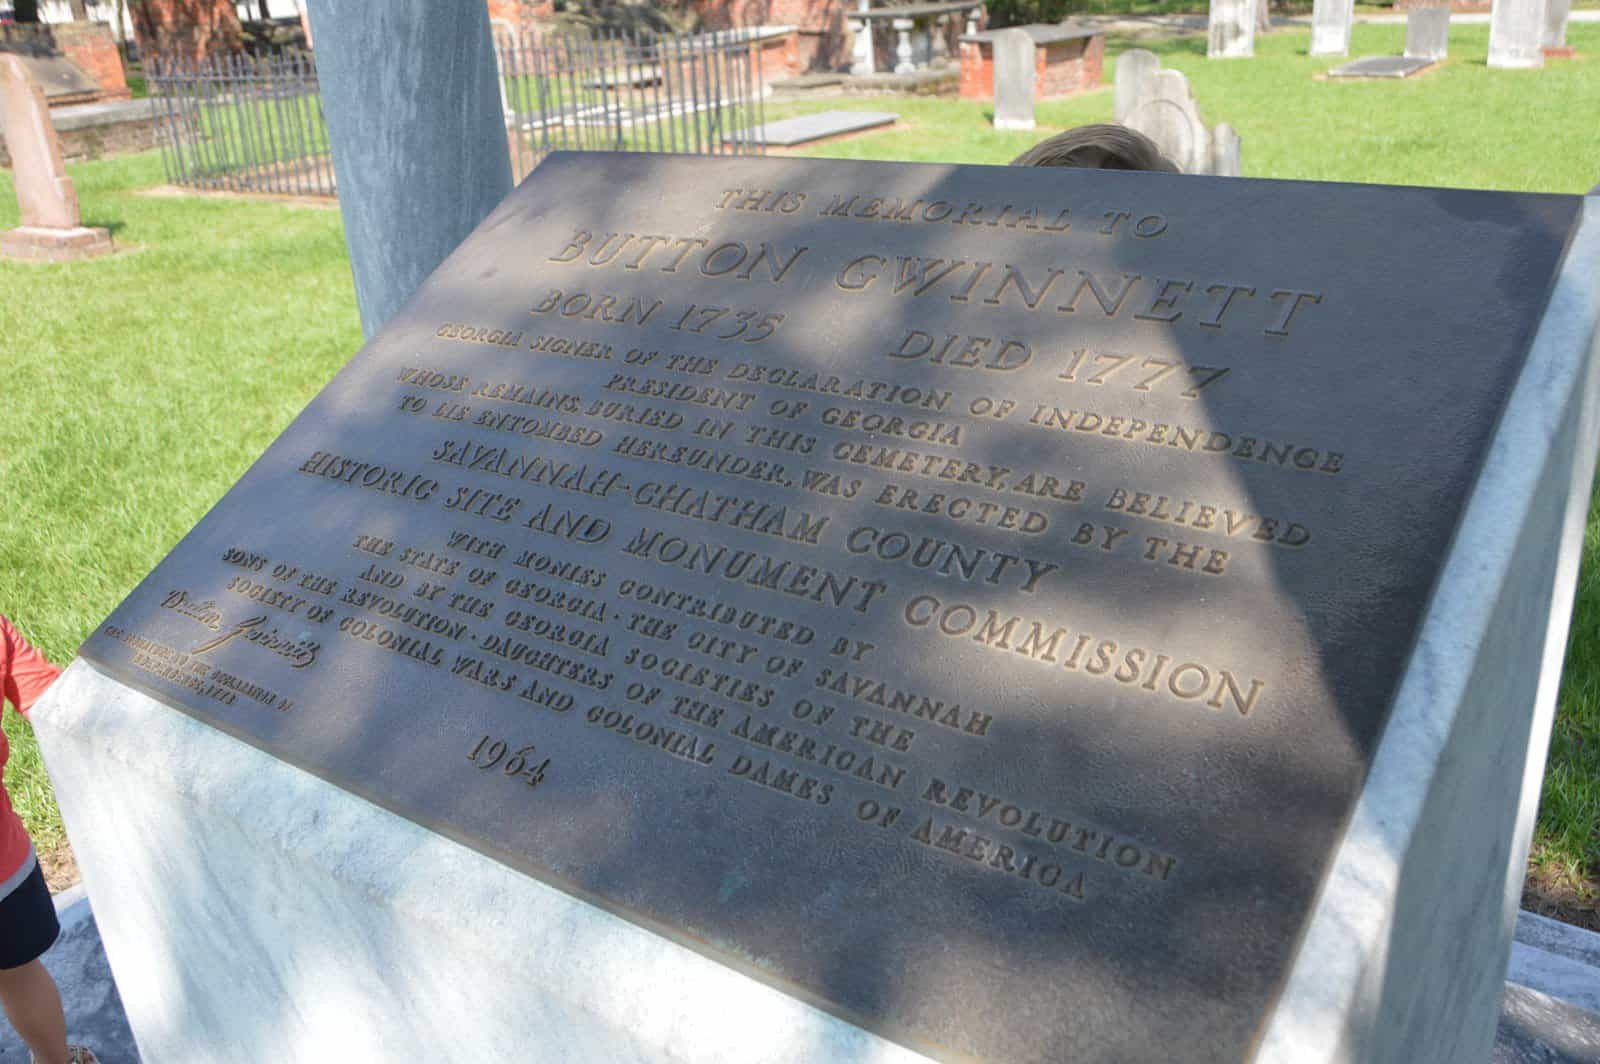 THIS MEMORIAL TO
BUTTON GWINNETT
BORN 1735 DIED 1777
GEORGIA SIGNER OF THE DECLARATION OF INDEPENDENCE
PRESIDENT OF GEORGIA
WHOSE REMAINS, BURIED IN THIS CEMETERY, ARE BELIEVED
TO LIE ENTOMBED HEREUNDER, WAS ERECTED BY THE
SAVANNAH-CHATHAM COUNTY
HISTORIC SITE AND MONUMENT COMMISSION
WITH MONIES CONTRIBUTED BY
THE STATE OF GEORGIA · THE CITY OF SAVANNAH
AND BY THE GEORGIA SOCIETIES OF THE
SONS OF THE REVOLUTION · DAUGHTERS OF THE AMERICAN REVOLUTION
SOCIETY OF COLONIAL WARS AND COLONIAL DAMES OF AMERICA
Button Gwinnett
1964